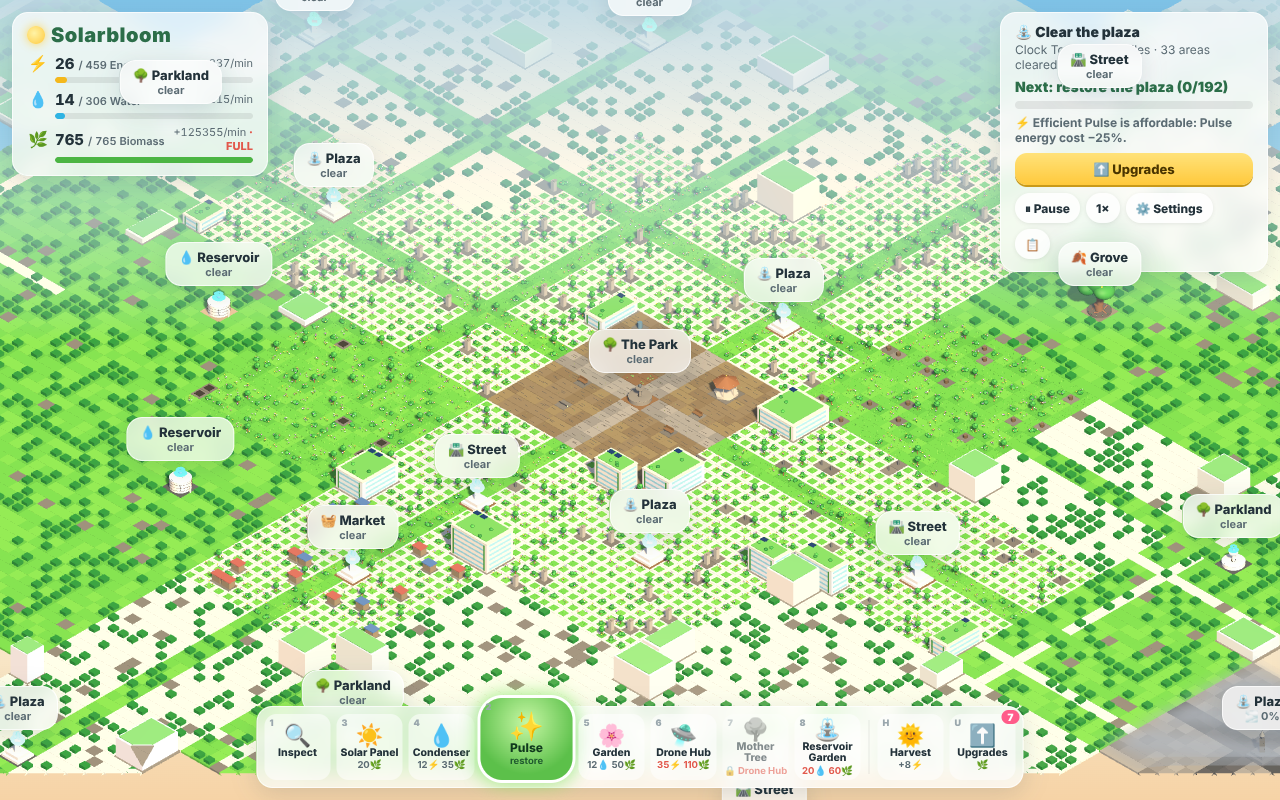 clear
clear
Solarbloom
26 / 459 En
237/min
14 / 306 Wate
15/min
765 / 765 Biomass
+125355/min ·
FULL
Parkland
clear
Clear the plaza
Clock To
es · 33 areas
cleared
Next: restore the plaza (0/192)
Efficient Pulse is affordable: Pulse
energy cost −25%.
Upgrades
Pause
1×
Settings
Street
clear
Grove
clear
Plaza
clear
Reservoir
clear
Plaza
clear
The Park
clear
Reservoir
clear
Street
clear
Market
clear
Plaza
clear
Street
clear
Parkland
clear
Parkland
clear
Plaza
clear
Plaz
0%
1
Inspect
3
Solar Panel
20
4
Condenser
12 35
Pulse
restore
5
Garden
12 50
6
Drone Hub
35 110
7
Mother
Tree
Drone Hub
8
Reservoir
Garden
20 60
H
Harvest
+8
U
7
Upgrades
Street